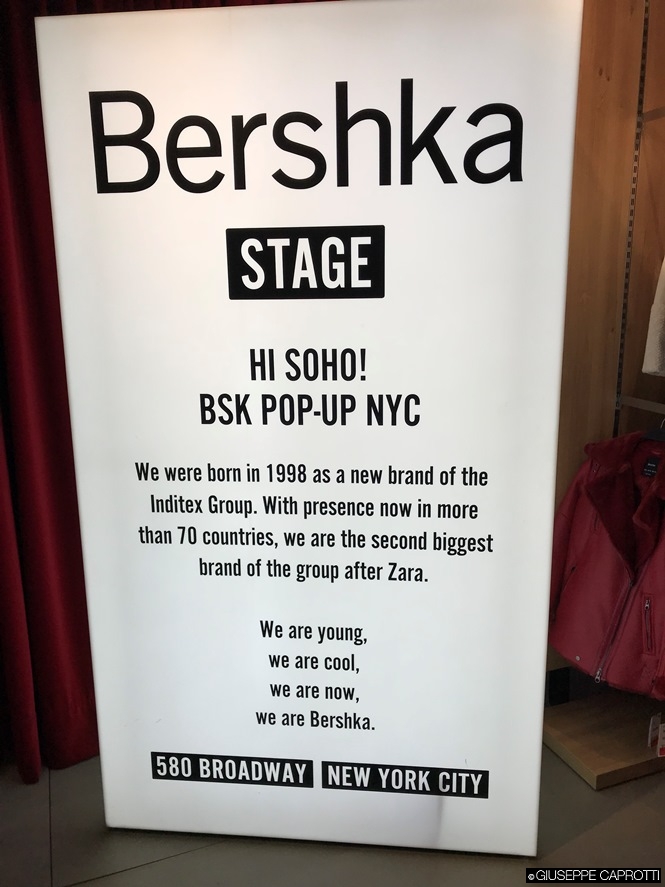 Bershka
STAGE
HI SOHO!
BSK POP-UP NYC
We were born in 1998 as a new brand of the
Inditex Group. With presence now in more
than 70 countries, we are the second biggest
brand of the group after Zara.
We are young,
we are cool,
we are now,
we are Bershka.
580 BROADWAY NEW YORK CITY
©GIUSEPPE CAPROTTI